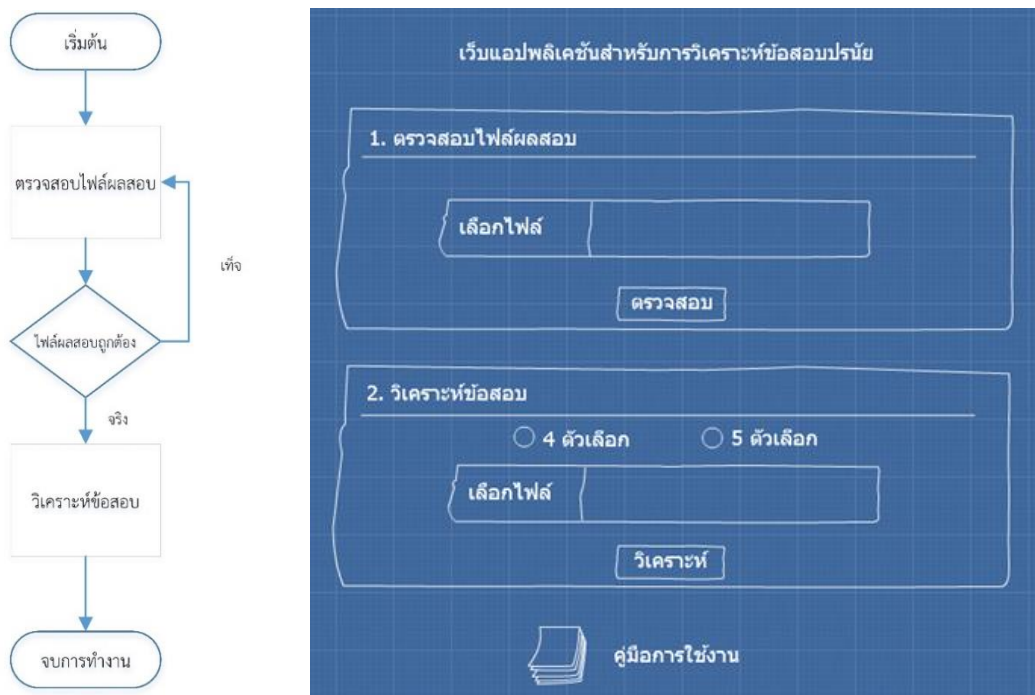 เริ่มต้น
ตรวจสอบไฟล์ผลสอบ
เท็จ
ไฟล์ผลสอบถูกต้อง
จริง
วิเคราะห์ข้อสอบ
จบการทำงาน
เว็บแอปพลิเคชันสำหรับการวิเคราะห์ข้อสอบปรนัย
1. ตรวจสอบไฟล์ผลสอบ
เลือกไฟล์
ตรวจสอบ
2. วิเคราะห์ข้อสอบ
4 ตัวเลือก 5 ตัวเลือก
เลือกไฟล์
วิเคราะห์
คู่มือการใช้งาน